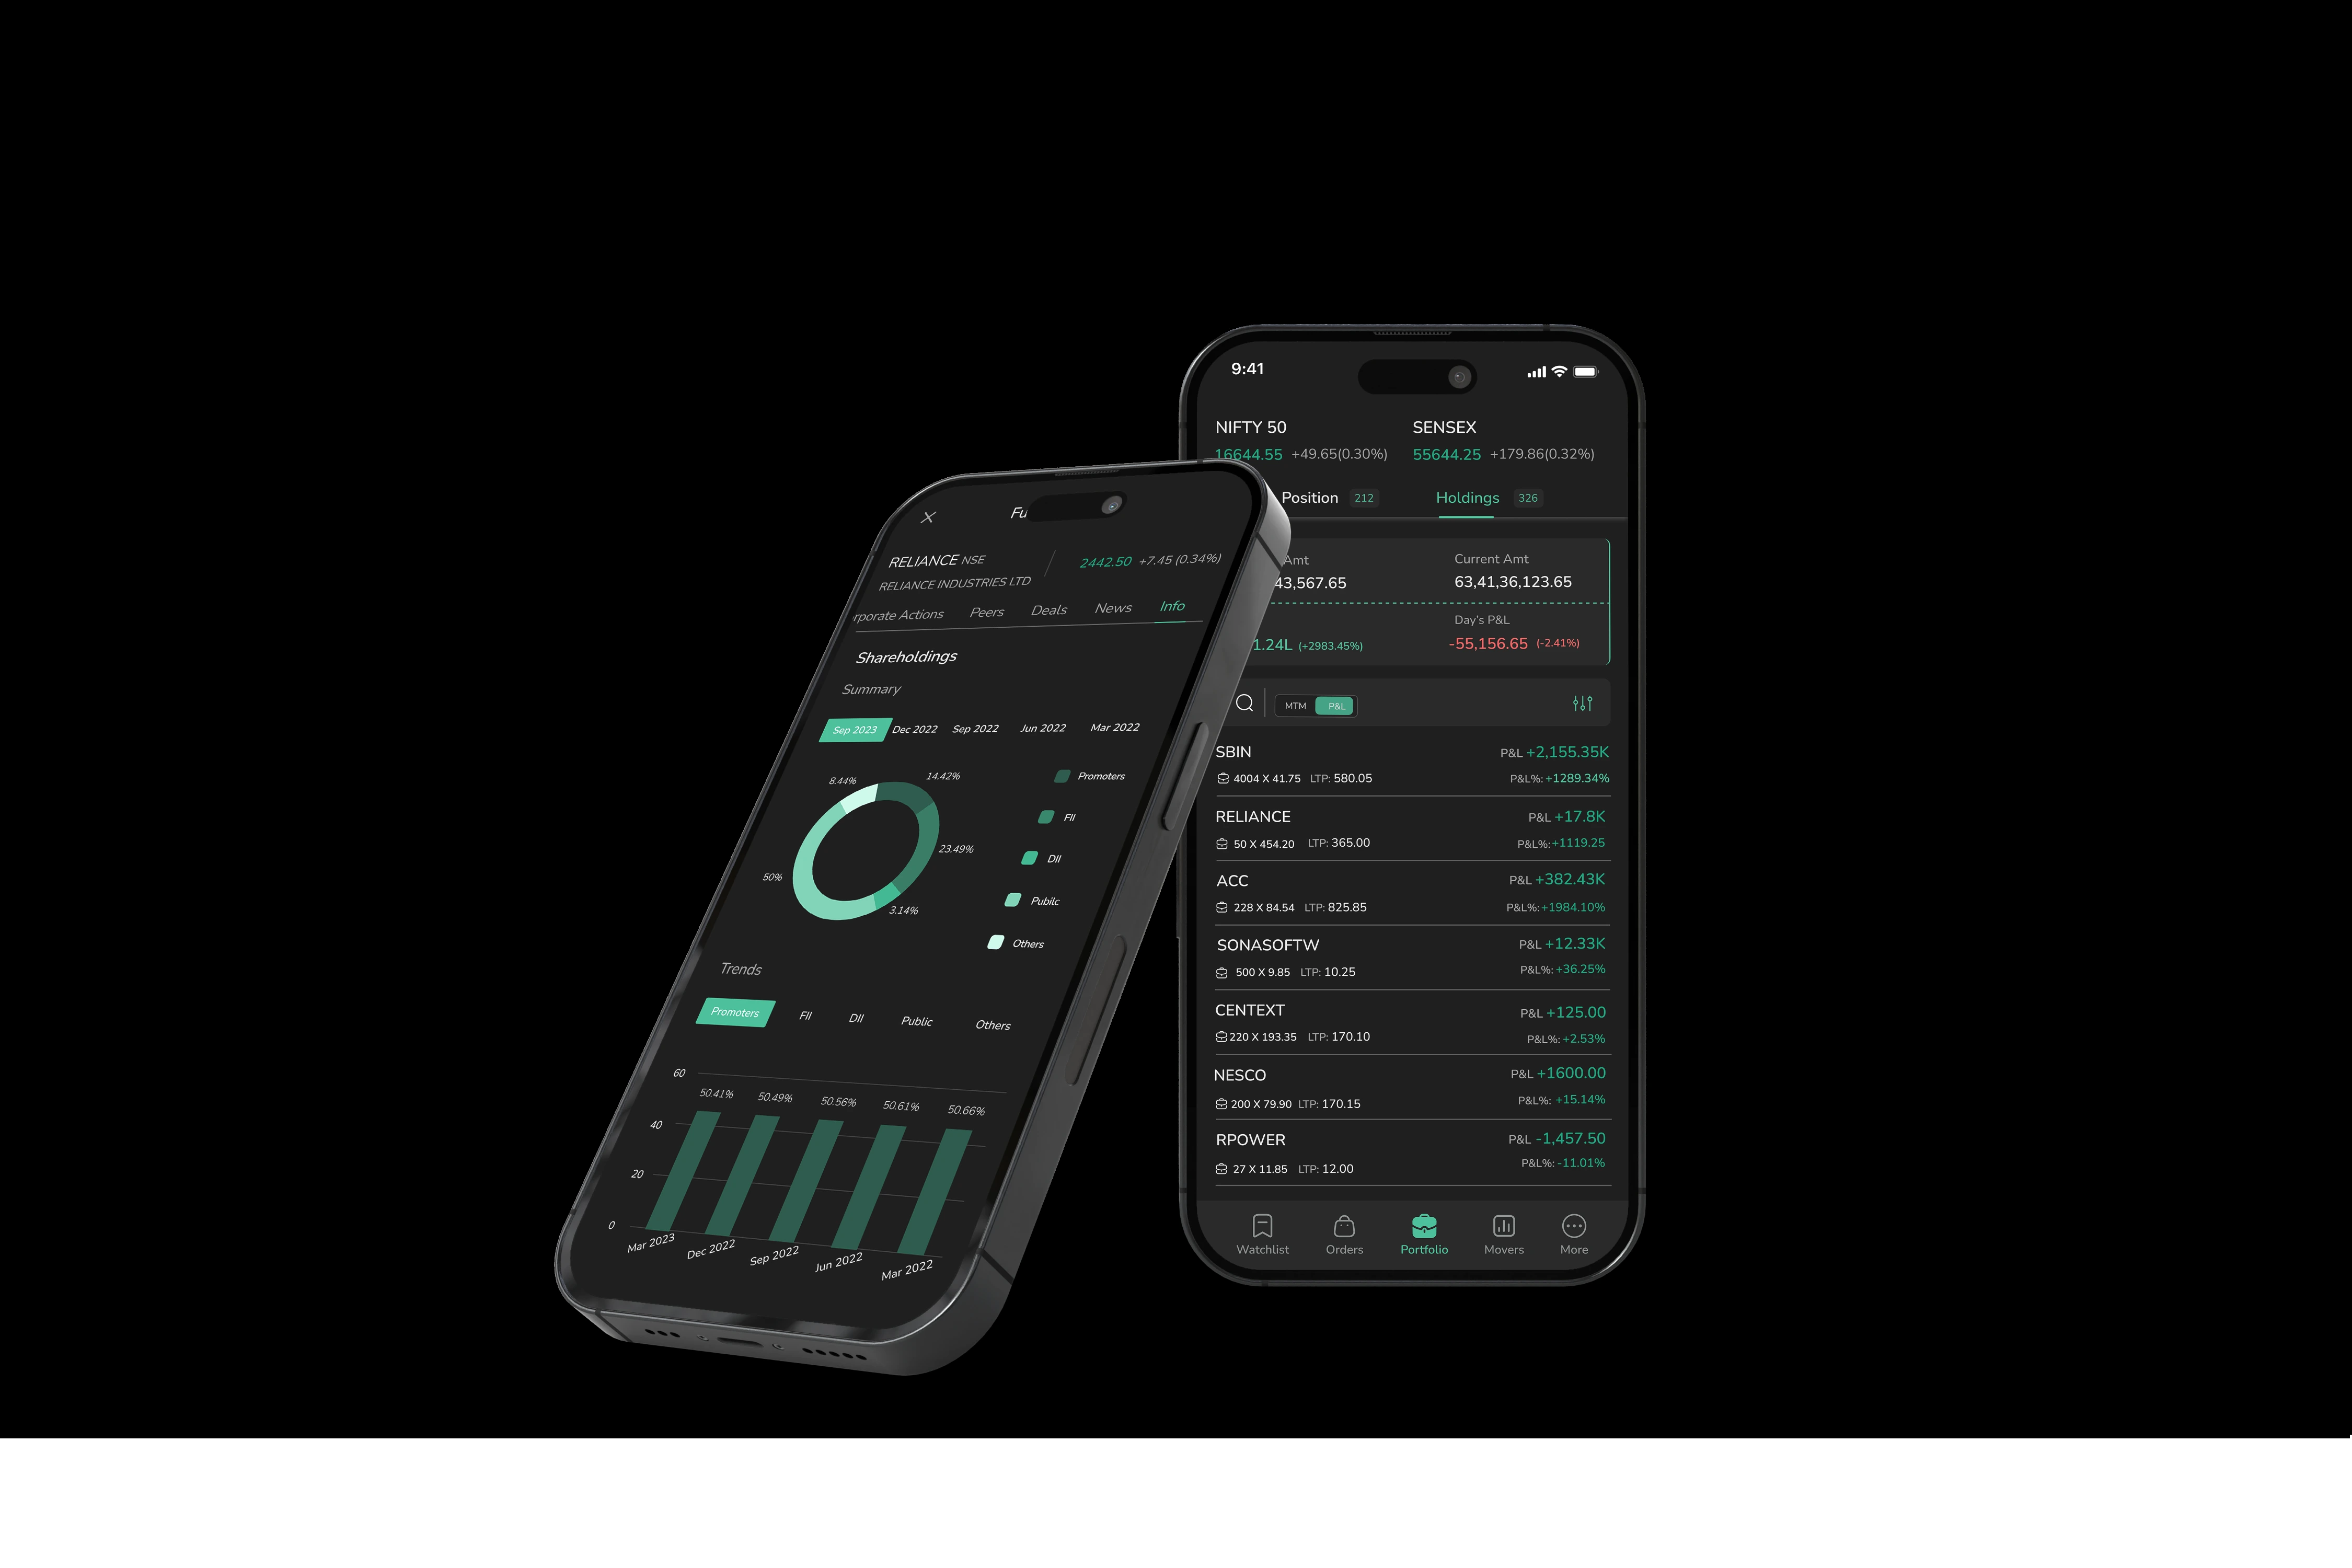 Fu
RELIANCE NSE
2442.50 +7.45 (0.34%)
RELIANCE INDUSTRIES LTD
rporate Actions Peers Deals News Info
Shareholdings
Summary
Sep 2023 Dec 2022 Sep 2022 Jun 2022 Mar 2022
8.44% 14.42%
23.49%
50%
3.14%
Promoters
FII
DII
Pubilc
Others
Trends
Promoters FII DII Public Others
60
50.41% 50.49% 50.56% 50.61% 50.66%
40
20
0
Mar 2023 Dec 2022 Sep 2022 Jun 2022 Mar 2022
9:41
NIFTY 50 SENSEX
16644.55 +49.65(0.30%) 55644.25 +179.86(0.32%)
Position 212 Holdings 326
Amt Current Amt
43,567.65 63,41,36,123.65
Day's P&L
1.24L (+2983.45%) -55,156.65 (-2.41%)
MTM P&L
SBIN P&L +2,155.35K
4004 X 41.75 LTP: 580.05 P&L%: +1289.34%
RELIANCE P&L +17.8K
50 X 454.20 LTP: 365.00 P&L%: +1119.25
ACC P&L +382.43K
228 X 84.54 LTP: 825.85 P&L%: +1984.10%
SONASOFTW P&L +12.33K
500 X 9.85 LTP: 10.25 P&L%: +36.25%
CENTEXT P&L +125.00
220 X 193.35 LTP: 170.10 P&L%: +2.53%
NESCO P&L +1600.00
200 X 79.90 LTP: 170.15 P&L%: +15.14%
RPOWER P&L -1,457.50
27 X 11.85 LTP: 12.00 P&L%: -11.01%
Watchlist Orders Portfolio Movers More